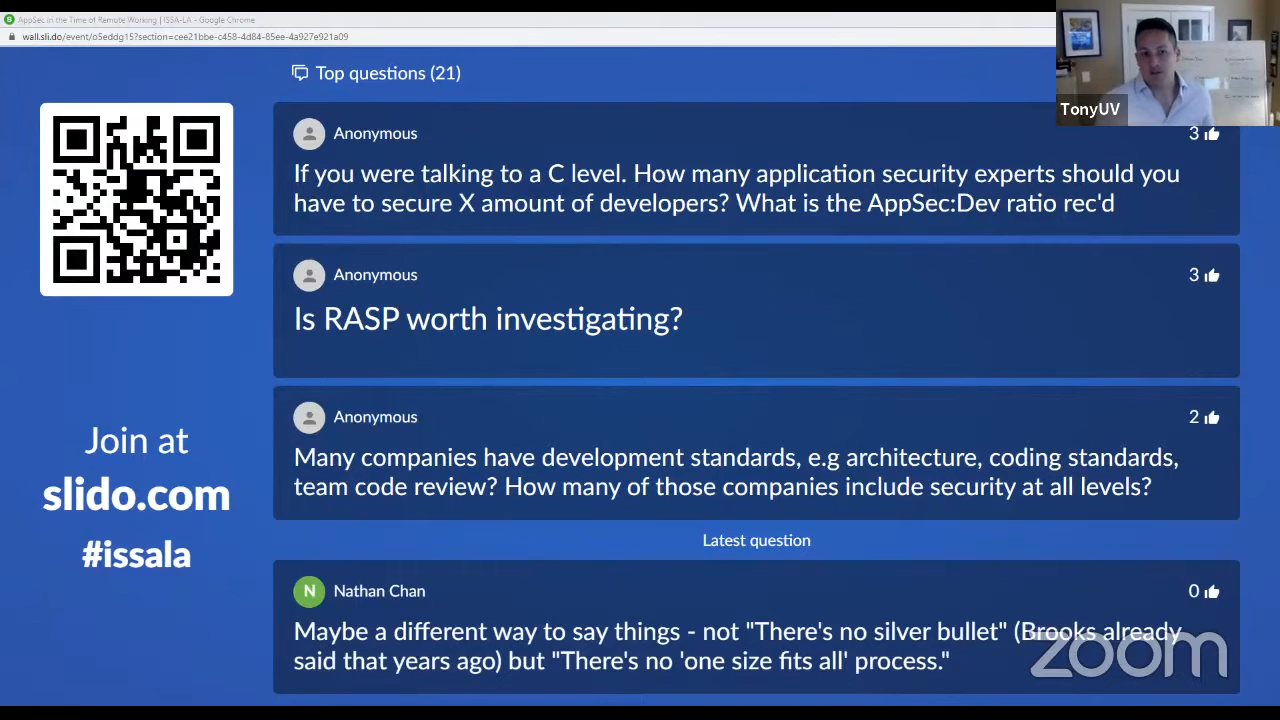 AppSec in the Time of Remote Working | ISSA-LA - Google Chrome
wall.sli.do/event/o5eddg15?section=cee21bbe-c458-4d84-85ee-4a927e921a09
Top questions (21)
TonyUV
Anonymous
3
If you were talking to a C level. How many application security experts should you
have to secure X amount of developers? What is the AppSec:Dev ratio rec'd
Anonymous
3
Is RASP worth investigating?
Anonymous
2
Many companies have development standards, e.g architecture, coding standards,
team code review? How many of those companies include security at all levels?
Join at
slido.com
#issala
Latest question
N
Nathan Chan
0
Maybe a different way to say things - not "There's no silver bullet" (Brooks already
said that years ago) but "There's no 'one size fits all' process."
zoom